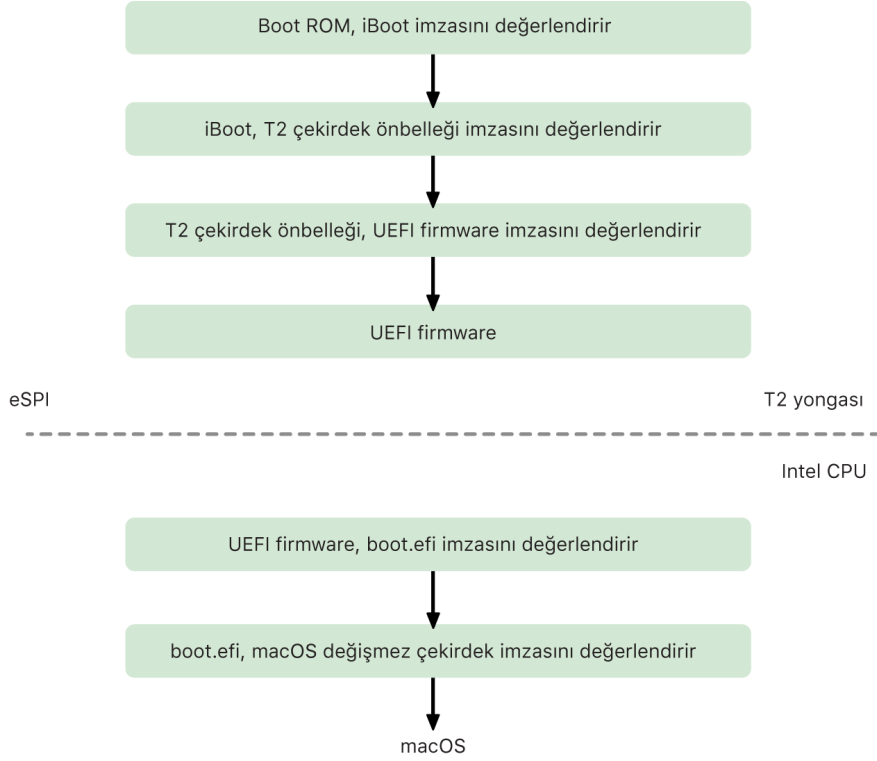 Boot ROM, iBoot imzasını değerlendirir
iBoot, T2 çekirdek önbelleği imzasını değerlendirir
T2 çekirdek önbelleği, UEFI firmware imzasını değerlendirir
UEFI firmware
eSPI
T2 yongası
Intel CPU
UEFI firmware, boot.efi imzasını değerlendirir
boot.efi, macOS değişmez çekirdek imzasını değerlendirir
macOS